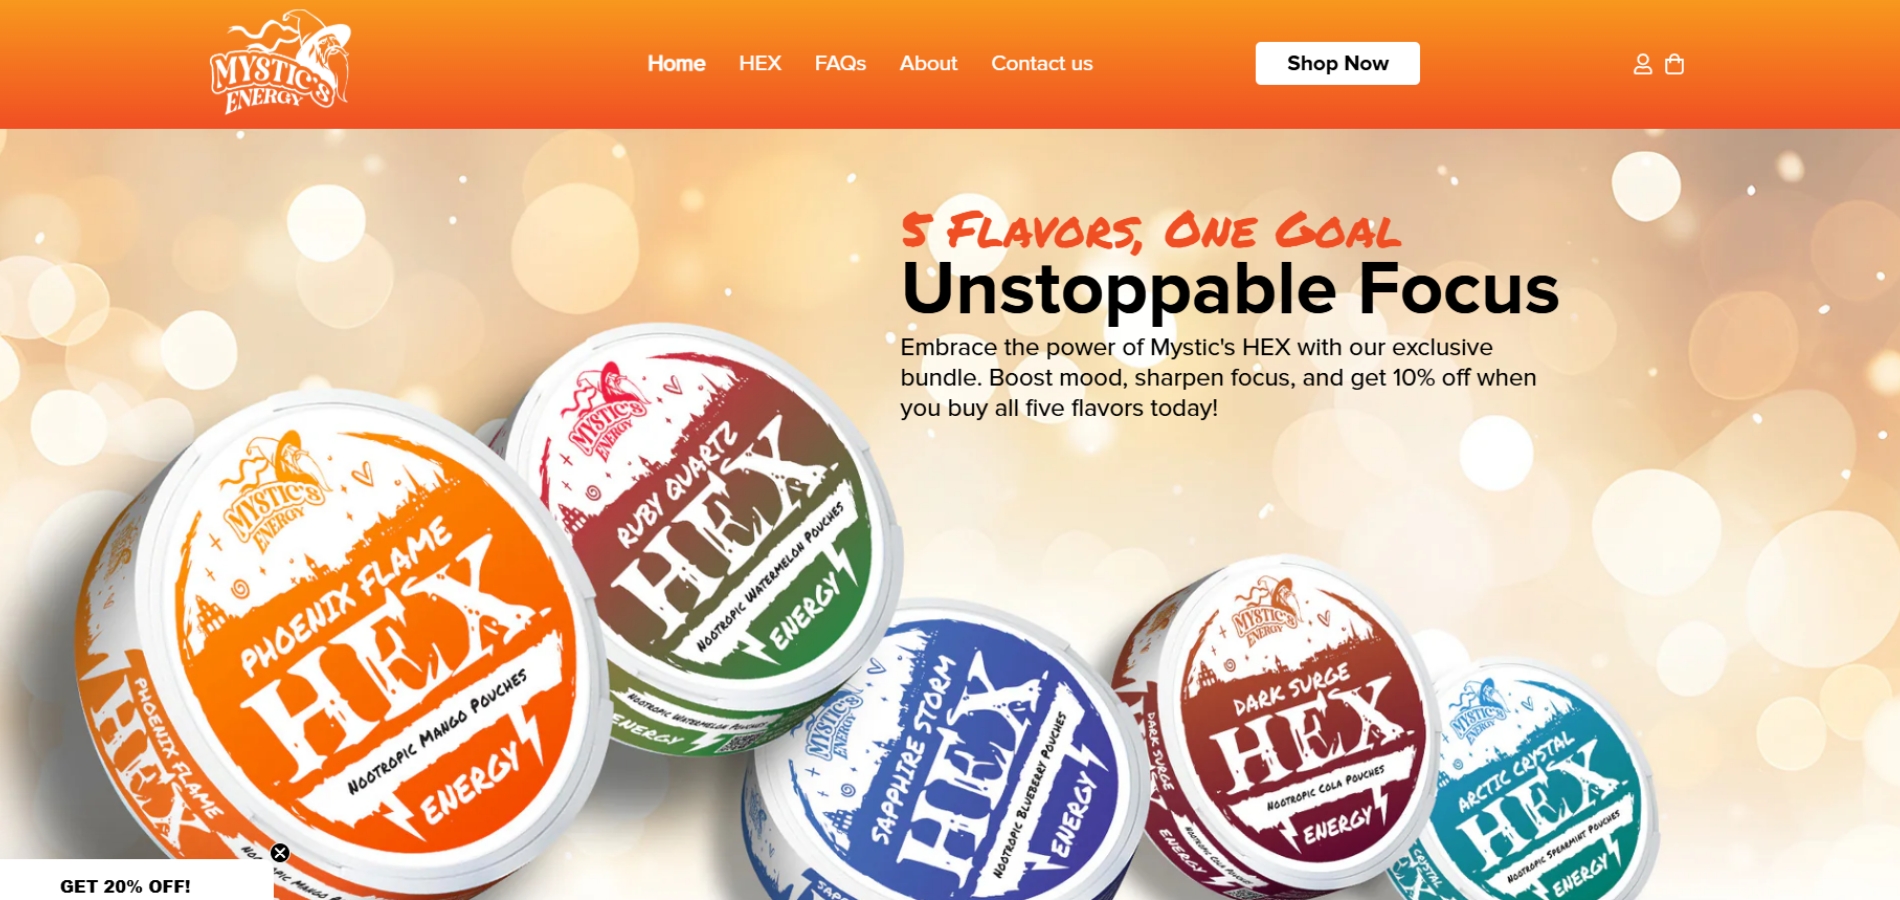 MYSTIC'S
ENERGY
Home
HEX
FAQs
About
Contact us
Shop Now
5 FLAVORS, ONE GOAL
Unstoppable Focus
Embrace the power of Mystic's HEX with our exclusive
bundle. Boost mood, sharpen focus, and get 10% off when
you buy all five flavors today!
MYSTIC'S
ENERGY
PHOENIX FLAME
HEX
NOOTROPIC MANGO POUCHES
ENERGY
PHOENIX FLAME
HEX
MYSTIC'S
ENERGY
RUBY QUARTZ
HEX
NOOTROPIC WATERMELON POUCHES
ENERGY
NOOTROPIC WATERMELON POUCHES
ENERGY
MYSTIC'S
ENERGY
SAPPHIRE STORM
HEX
NOOTROPIC BLUEBERRY POUCHES
ENERGY
MYSTIC'S
ENERGY
DARK SURGE
HEX
NOOTROPIC COLA POUCHES
ENERGY
DARK SURGE
ENERGY
MYSTIC'S
ENERGY
ARCTIC CRYSTAL
HEX
NOOTROPIC SPEARMINT POUCHES
ENERGY
CRYSTAL
GET 20% OFF!